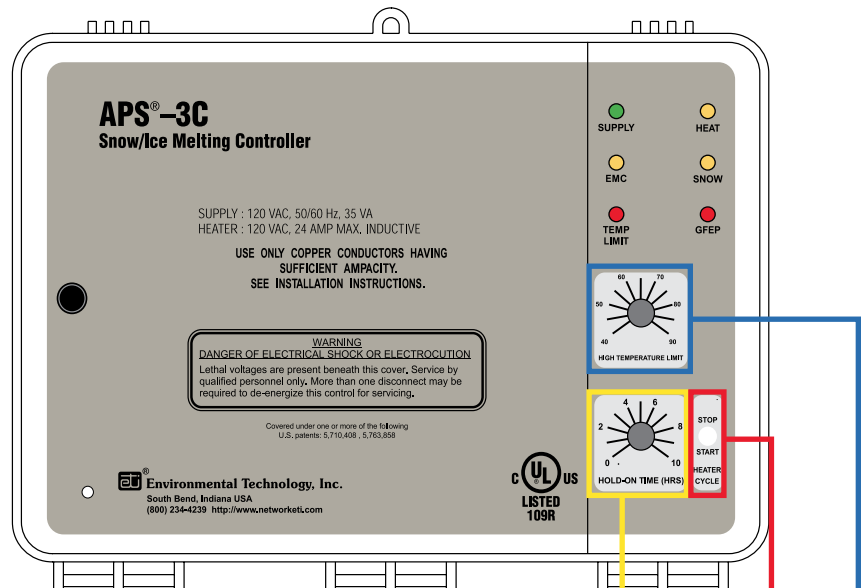 APS®–3C
Snow/Ice Melting Controller
SUPPLY : 120 VAC, 50/60 Hz, 35 VA
HEATER : 120 VAC, 24 AMP MAX. INDUCTIVE
USE ONLY COPPER CONDUCTORS HAVING
SUFFICIENT AMPACITY.
SEE INSTALLATION INSTRUCTIONS.
WARNING
DANGER OF ELECTRICAL SHOCK OR ELECTROCUTION
Lethal voltages are present beneath this cover. Service by
qualified personnel only. More than one disconnect may be
required to de-energize this control for servicing.
Covered under one or more of the following
U.S. patents: 5,710,408 , 5,763,858
eti® Environmental Technology, Inc.
South Bend, Indiana USA
(800) 234-4239 http://www.networketi.com
C UL® US
LISTED
109R
SUPPLY HEAT
EMC SNOW
TEMP
LIMIT
GFEP
60 70
50 80
40 90
HIGH TEMPERATURE LIMIT
4 6
2 8
0 10
HOLD-ON TIME (HRS)
STOP
START
HEATER
CYCLE